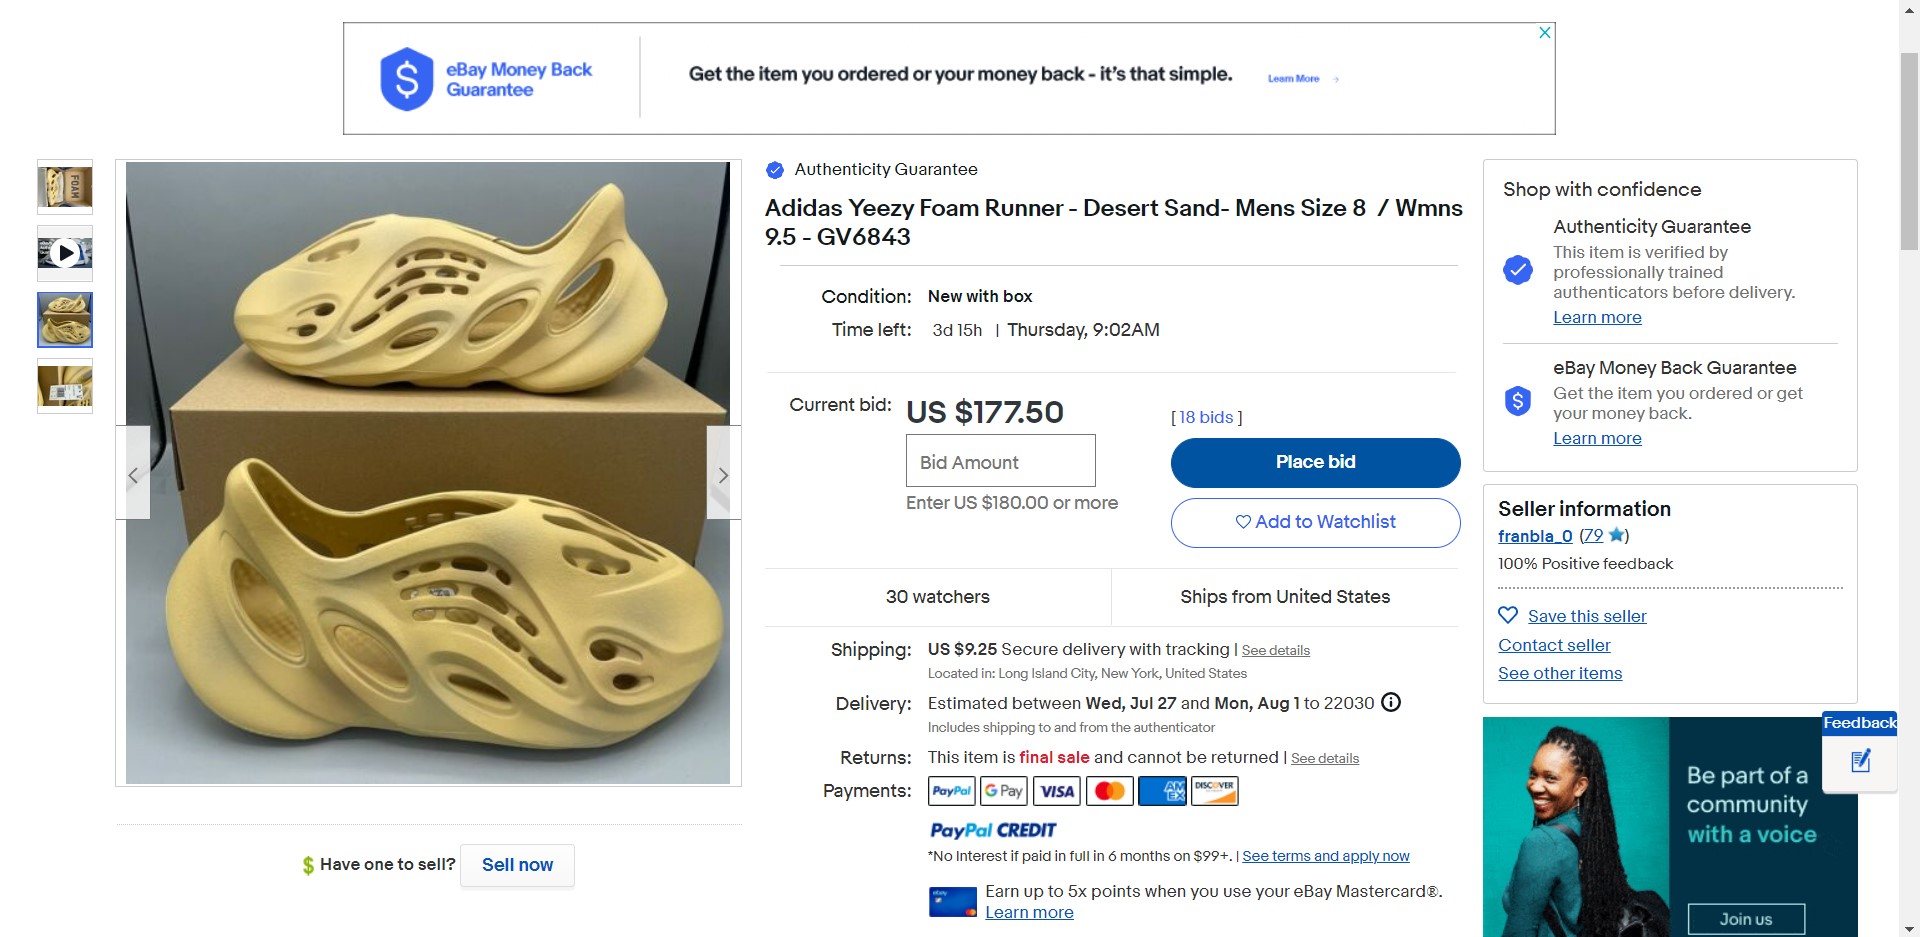 eBay Money Back
Guarantee
Get the item you ordered or your money back - it's that simple.
Learn More
Authenticity Guarantee
Adidas Yeezy Foam Runner - Desert Sand- Mens Size 8 / Wmns
9.5 - GV6843
Condition: New with box
Time left: 3d 15h | Thursday, 9:02AM
Current bid: US $177.50
[ 18 bids ]
Bid Amount
Place bid
Enter US $180.00 or more
Add to Watchlist
30 watchers
Ships from United States
Shipping: US $9.25 Secure delivery with tracking | See details
Located in: Long Island City, New York, United States
Delivery: Estimated between Wed, Jul 27 and Mon, Aug 1 to 22030
Includes shipping to and from the authenticator
Returns: This item is final sale and cannot be returned | See details
Payments: PayPal G Pay VISA AM EX DISCOVER
PayPal CREDIT
*No Interest if paid in full in 6 months on $99+. | See terms and apply now
Earn up to 5x points when you use your eBay Mastercard®.
Learn more
FOAM
$ Have one to sell? Sell now
Shop with confidence
Authenticity Guarantee
This item is verified by
professionally trained
authenticators before delivery.
Learn more
eBay Money Back Guarantee
Get the item you ordered or get
your money back.
Learn more
Seller information
franbla_0 (79)
100% Positive feedback
Save this seller
Contact seller
See other items
Feedback
Be part of a
community
with a voice
Join us